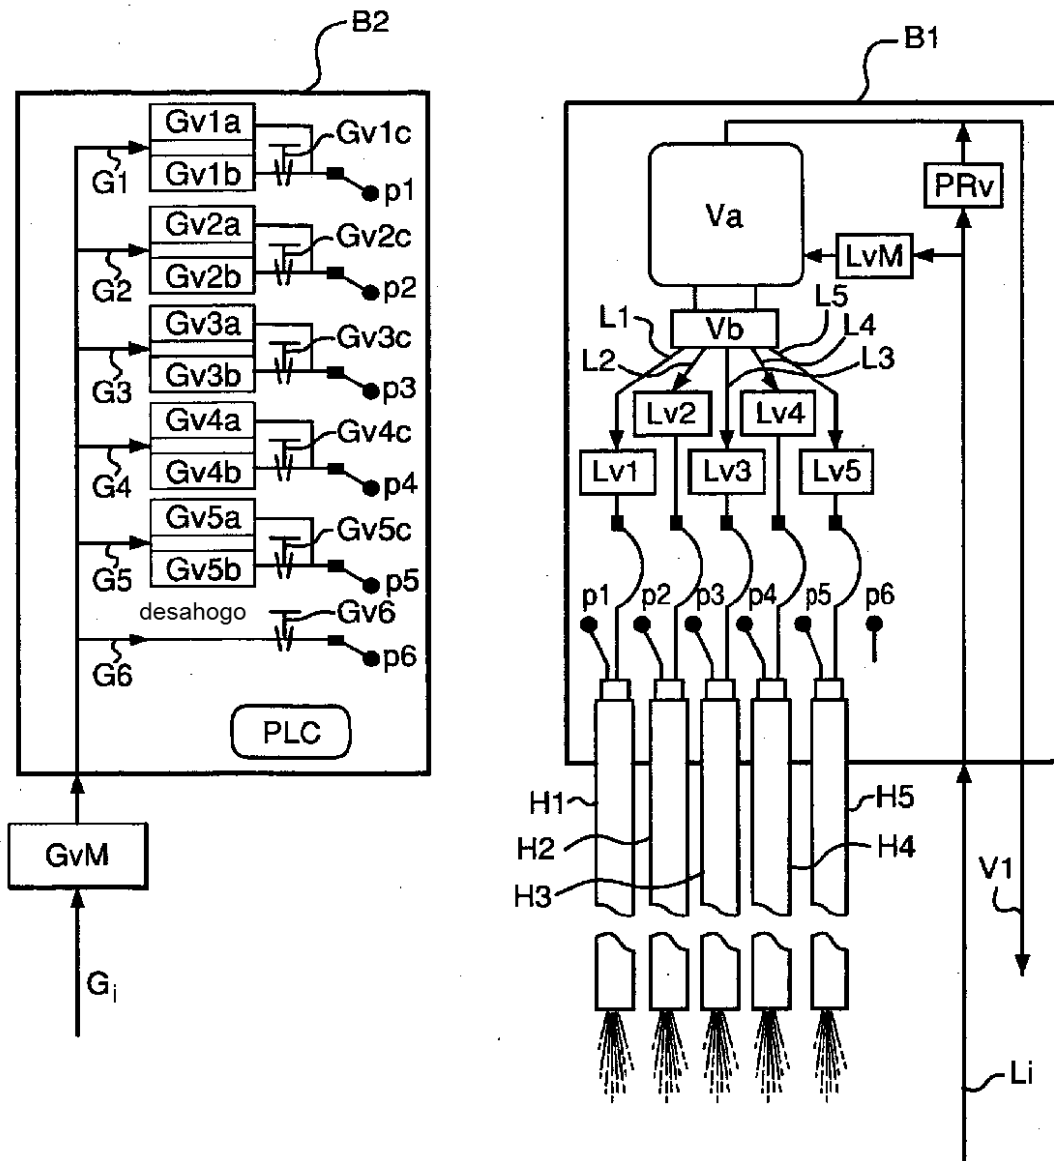 B2
B1
Gv1a
Gv1c
Gv1b
G1
p1
Gv2a
Gv2c
Gv2b
G2
p2
Gv3a
Gv3c
Gv3b
G3
p3
Gv4a
Gv4c
Gv4b
G4
p4
Gv5a
Gv5c
Gv5b
G5
p5
desahogo
Gv6
G6
p6
PLC
GvM
Gi
Va
PRv
LvM
Vb
L1
L2
L5
L4
L3
Lv2
Lv4
Lv1
Lv3
Lv5
p1
p2
p3
p4
p5
p6
H1
H2
H3
H5
H4
V1
Li